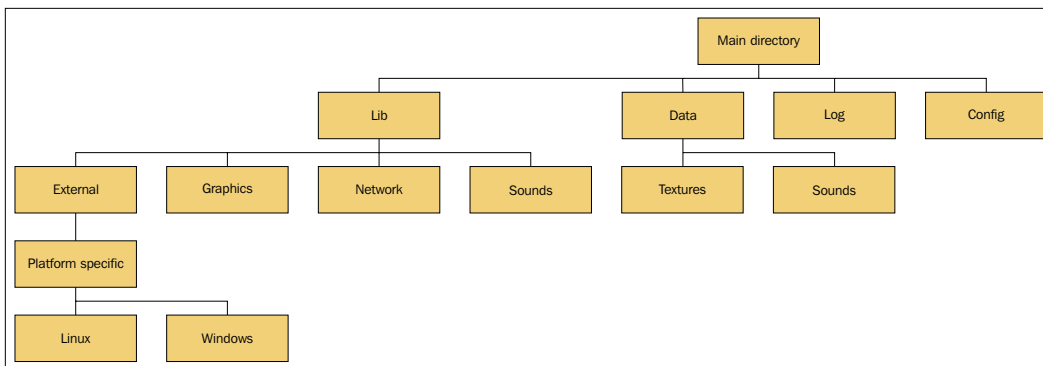 Main directory
Lib
Data
Log
Config
External
Graphics
Network
Sounds
Textures
Sounds
Platform specific
Linux
Windows